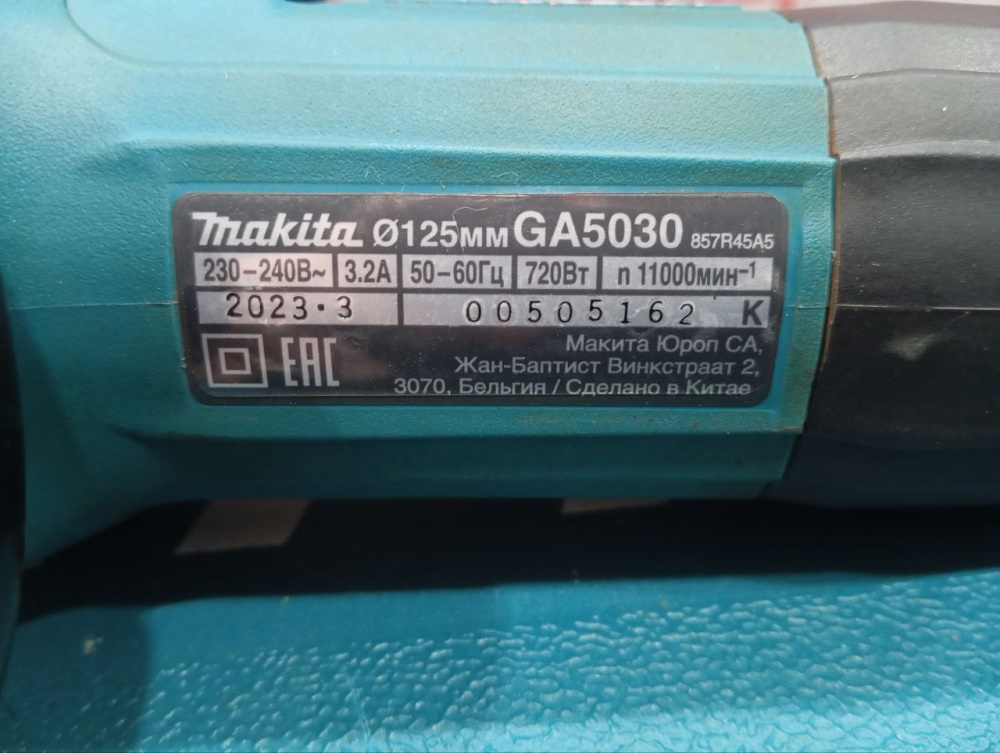 makita Ø125мм GA5030 857R45A5
230-240В~ 3.2А 50-60Гц 720Вт n 11000мин⁻¹
2023.3 00505162 K
EAC
Макита Юроп СА,
Жан-Баптист Винкстраат 2,
3070, Бельгия / Сделано в Китае